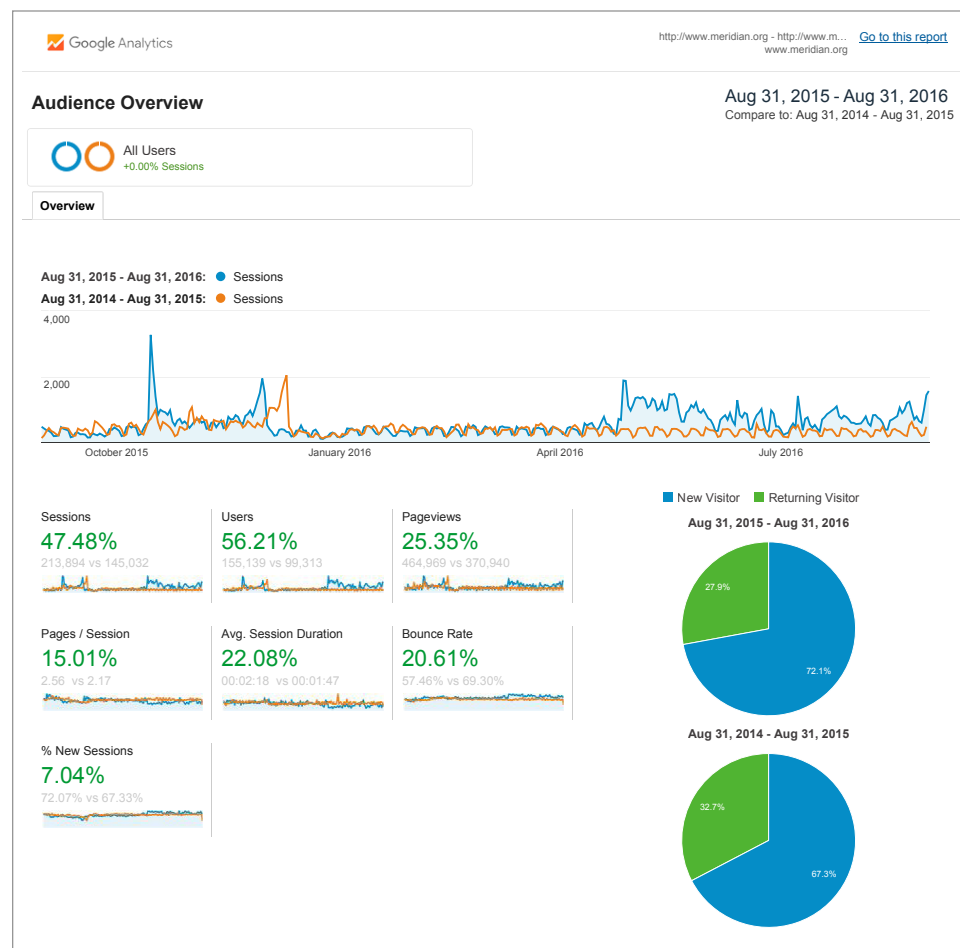 Google Analytics
http://www.meridian.org - http://www.m...
www.meridian.org
Go to this report
Audience Overview
Aug 31, 2015 - Aug 31, 2016
Compare to: Aug 31, 2014 - Aug 31, 2015
All Users
+0.00% Sessions
Overview
Aug 31, 2015 - Aug 31, 2016: Sessions
Aug 31, 2014 - Aug 31, 2015: Sessions
4,000
2,000
October 2015 January 2016 April 2016 July 2016
Sessions
47.48%
213,894 vs 145,032
Users
56.21%
155,139 vs 99,313
Pageviews
25.35%
464,969 vs 370,940
Pages / Session
15.01%
2.56 vs 2.17
Avg. Session Duration
22.08%
00:02:18 vs 00:01:47
Bounce Rate
20.61%
57.46% vs 69.30%
% New Sessions
7.04%
72.07% vs 67.33%
New Visitor Returning Visitor
Aug 31, 2015 - Aug 31, 2016
27.9%
72.1%
Aug 31, 2014 - Aug 31, 2015
32.7%
67.3%